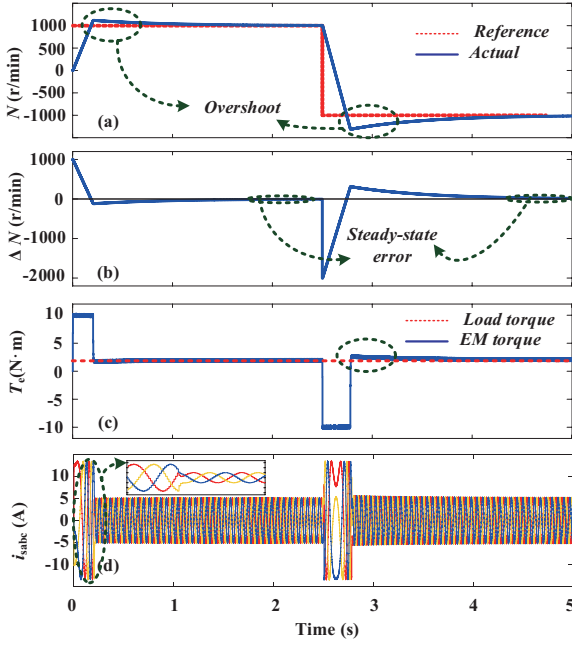 1000
500
0
-500
-1000
N (r/min)
Reference
Actual
Overshoot
(a)
1000
0
-1000
-2000
Δ N (r/min)
Steady-state
error
(b)
10
5
0
-5
-10
Te(N·m)
Load torque
EM torque
(c)
10
5
0
-5
-10
isabc (A)
(d)
0
1
2
3
4
5
Time (s)